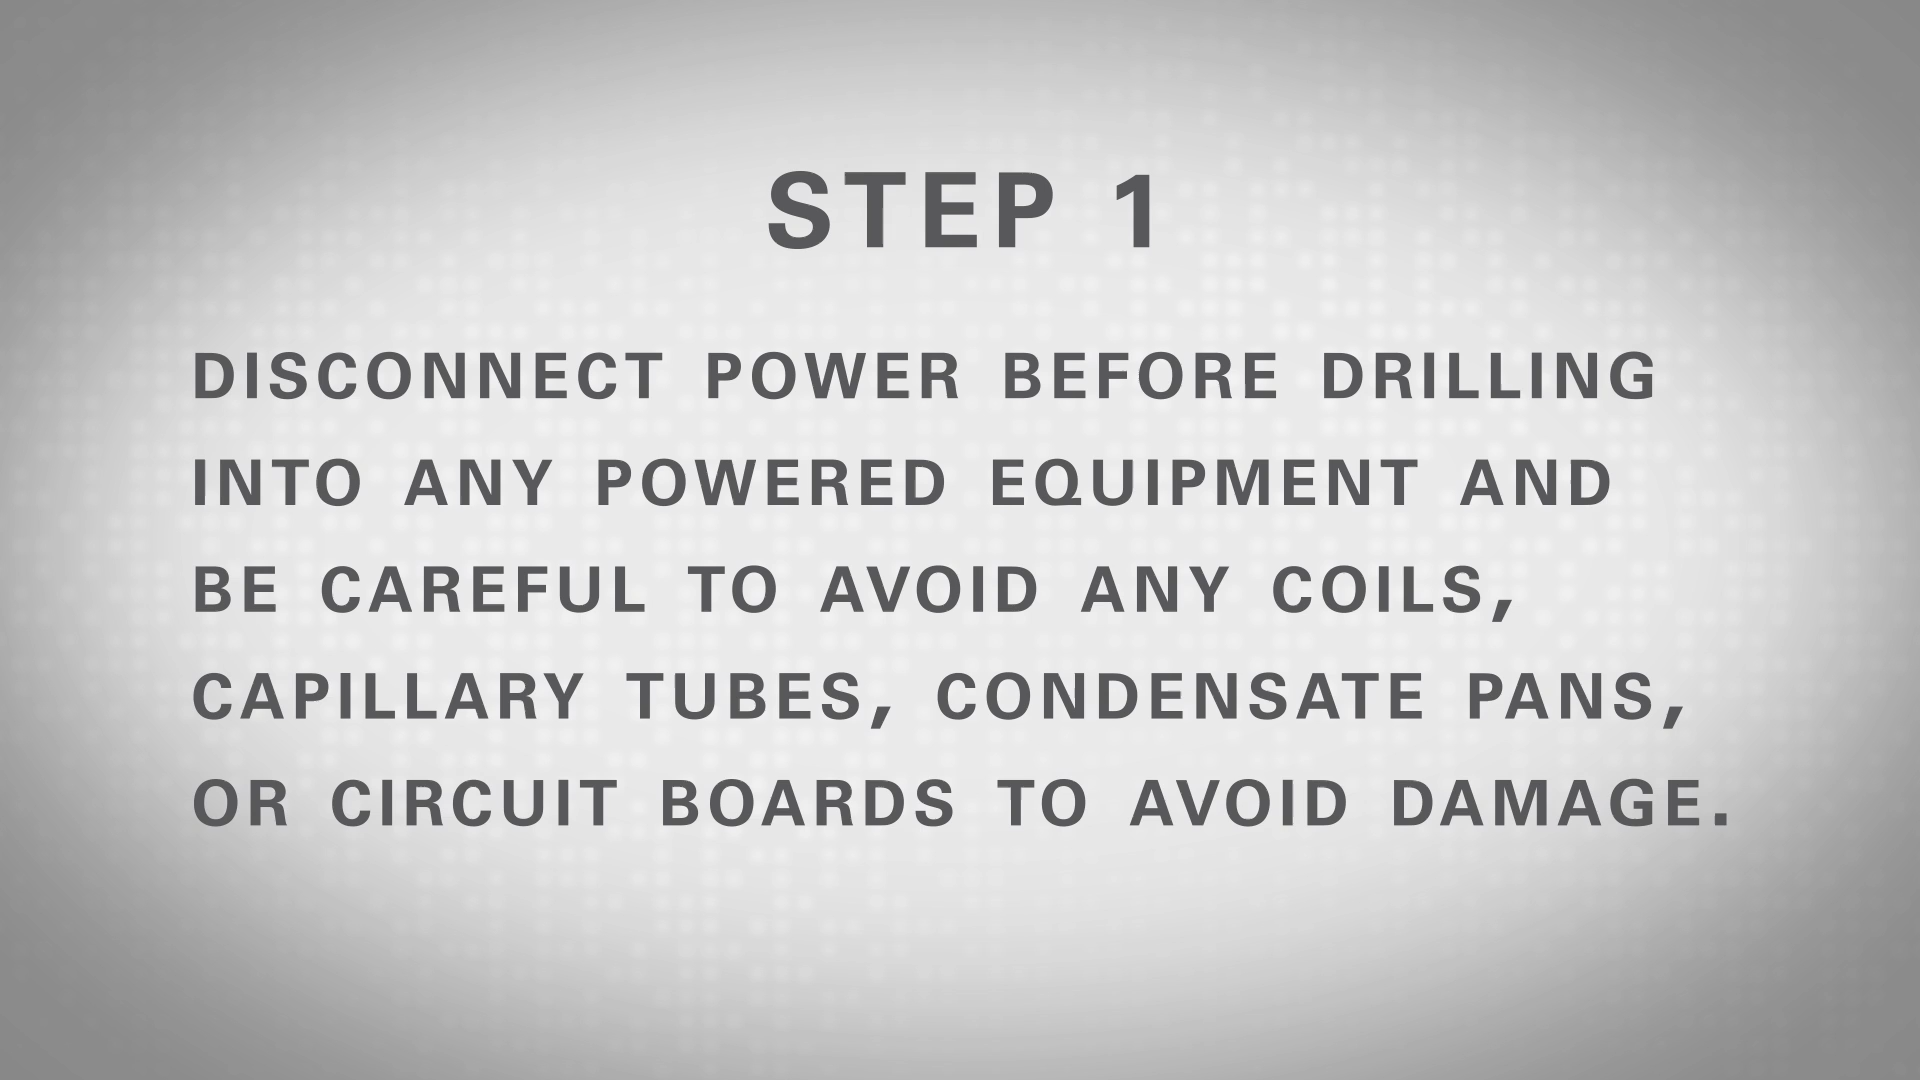 STEP 1
DISCONNECT POWER BEFORE DRILLING
INTO ANY POWERED EQUIPMENT AND
BE CAREFUL TO AVOID ANY COILS,
CAPILLARY TUBES, CONDENSATE PANS,
OR CIRCUIT BOARDS TO AVOID DAMAGE.